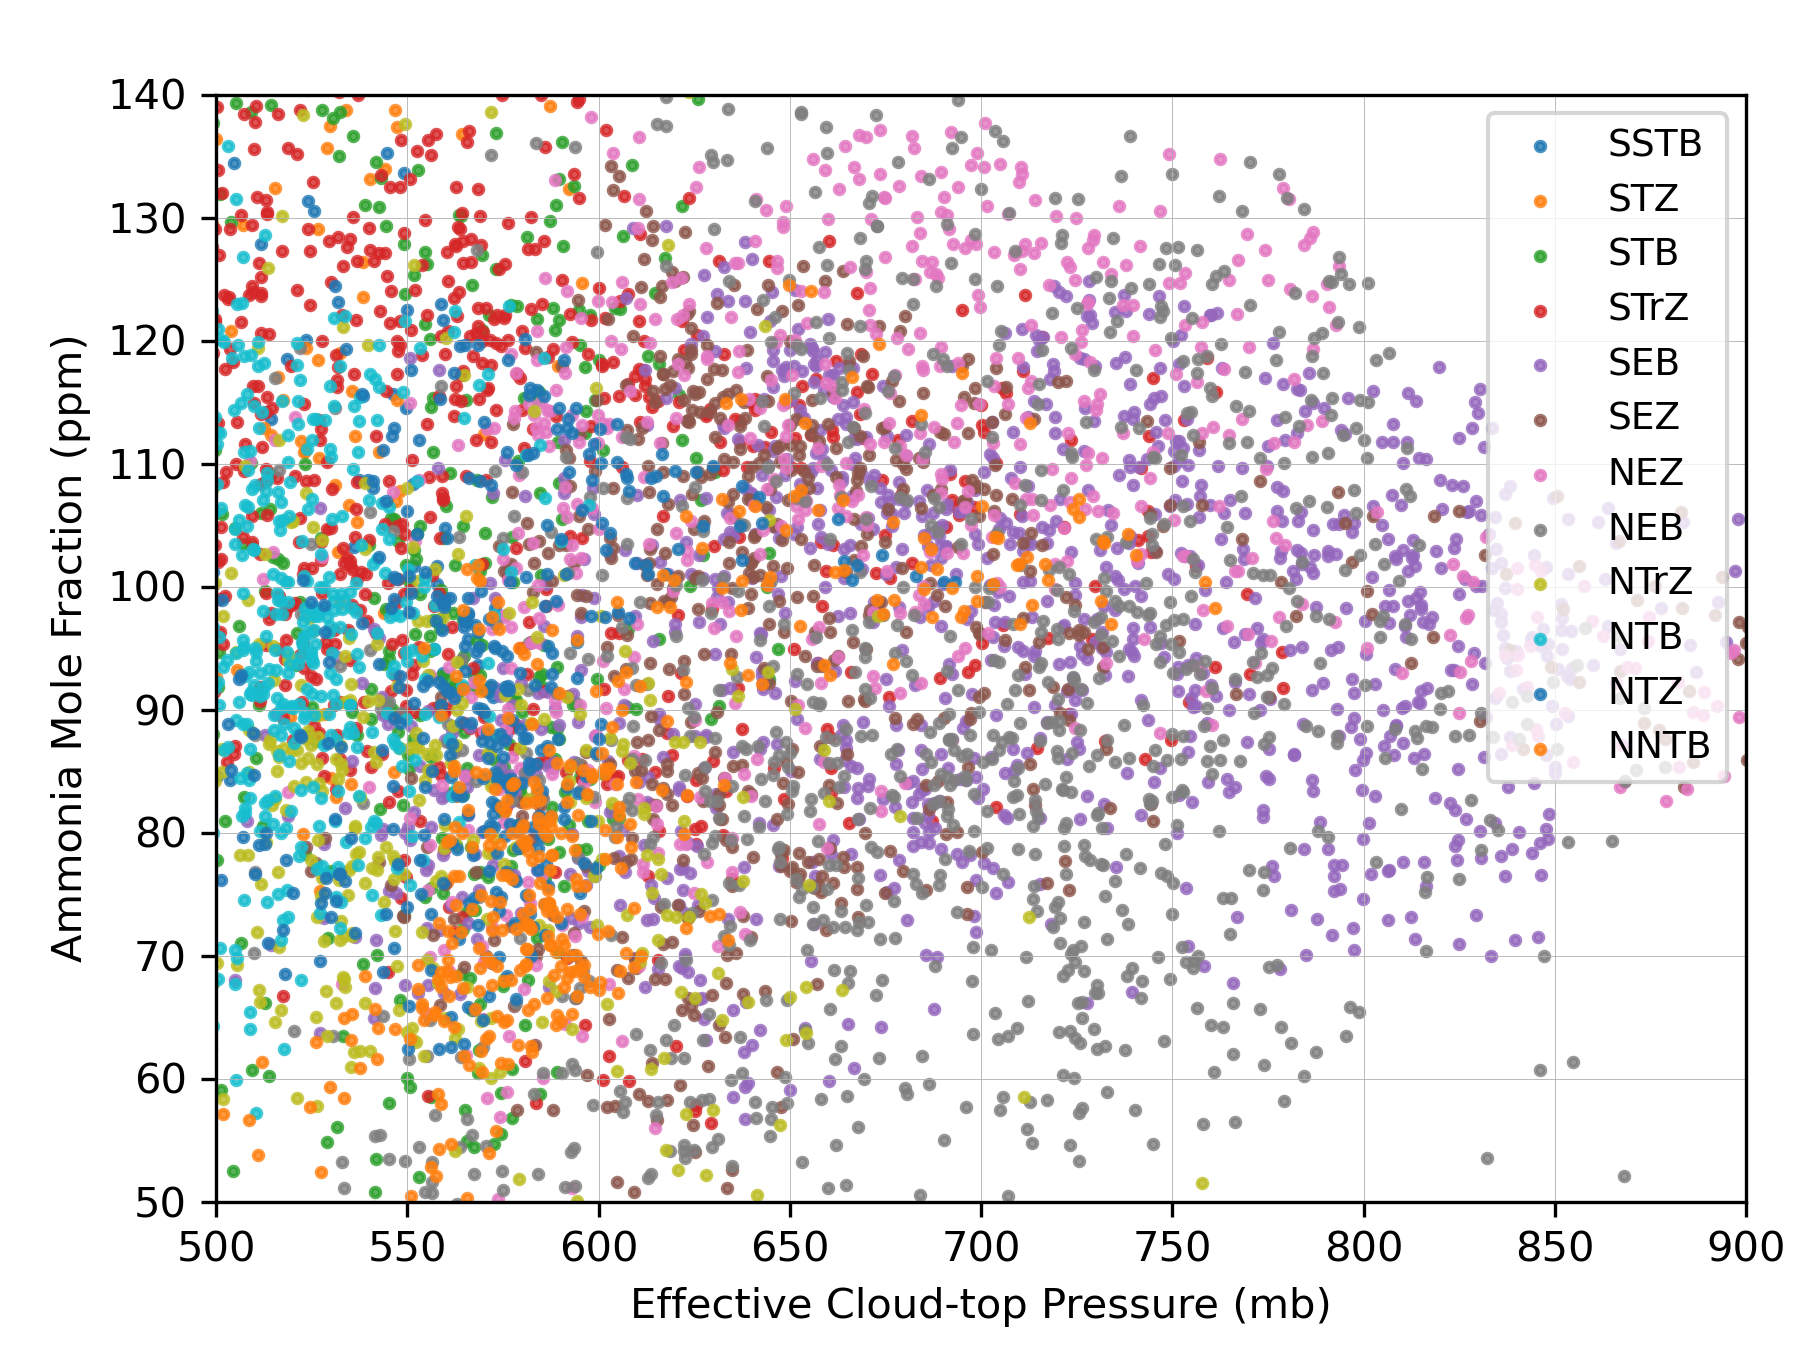 140
130
120
110
100
90
80
70
60
50
Ammonia Mole Fraction (ppm)
SSTB
STZ
STB
STrZ
SEB
SEZ
NEZ
NEB
NTrZ
NTB
NTZ
NNTB
500 550 600 650 700 750 800 850 900
Effective Cloud-top Pressure (mb)